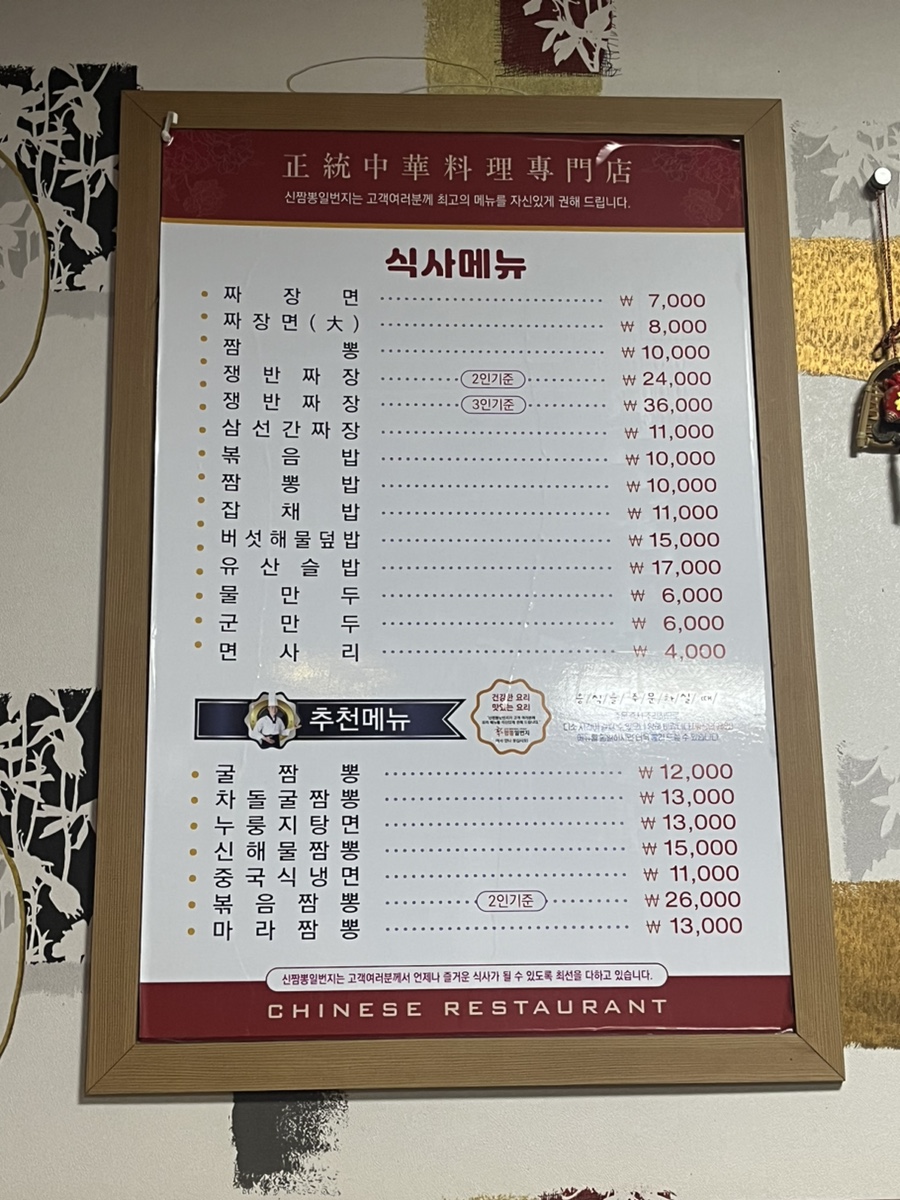 正統中華料理專門店
신짬뽕일번지는 고객여러분께 최고의 메뉴를 자신있게 권해 드립니다.
식사메뉴
짜장면 ₩ 7,000
짜장면(大) ₩ 8,000
짬뽕 ₩ 10,000
쟁반짜장 2인기준 ₩ 24,000
쟁반짜장 3인기준 ₩ 36,000
삼선간짜장 ₩ 11,000
볶음밥 ₩ 10,000
짬뽕밥 ₩ 10,000
잡채밥 ₩ 11,000
버섯해물덮밥 ₩ 15,000
유산슬밥 ₩ 17,000
물만두 ₩ 6,000
군만두 ₩ 6,000
면사리 ₩ 4,000
추천메뉴
건강한 요리
맛있는 요리
음/식/을/주/문/하/실/때/
굴짬뽕 ₩ 12,000
차돌굴짬뽕 ₩ 13,000
누룽지탕면 ₩ 13,000
신해물짬뽕 ₩ 15,000
중국식냉면 ₩ 11,000
볶음짬뽕 2인기준 ₩ 26,000
마라짬뽕 ₩ 13,000
신짬뽕일번지는 고객여러분께서 언제나 즐거운 식사가 될 수 있도록 최선을 다하고 있습니다.
CHINESE RESTAURANT